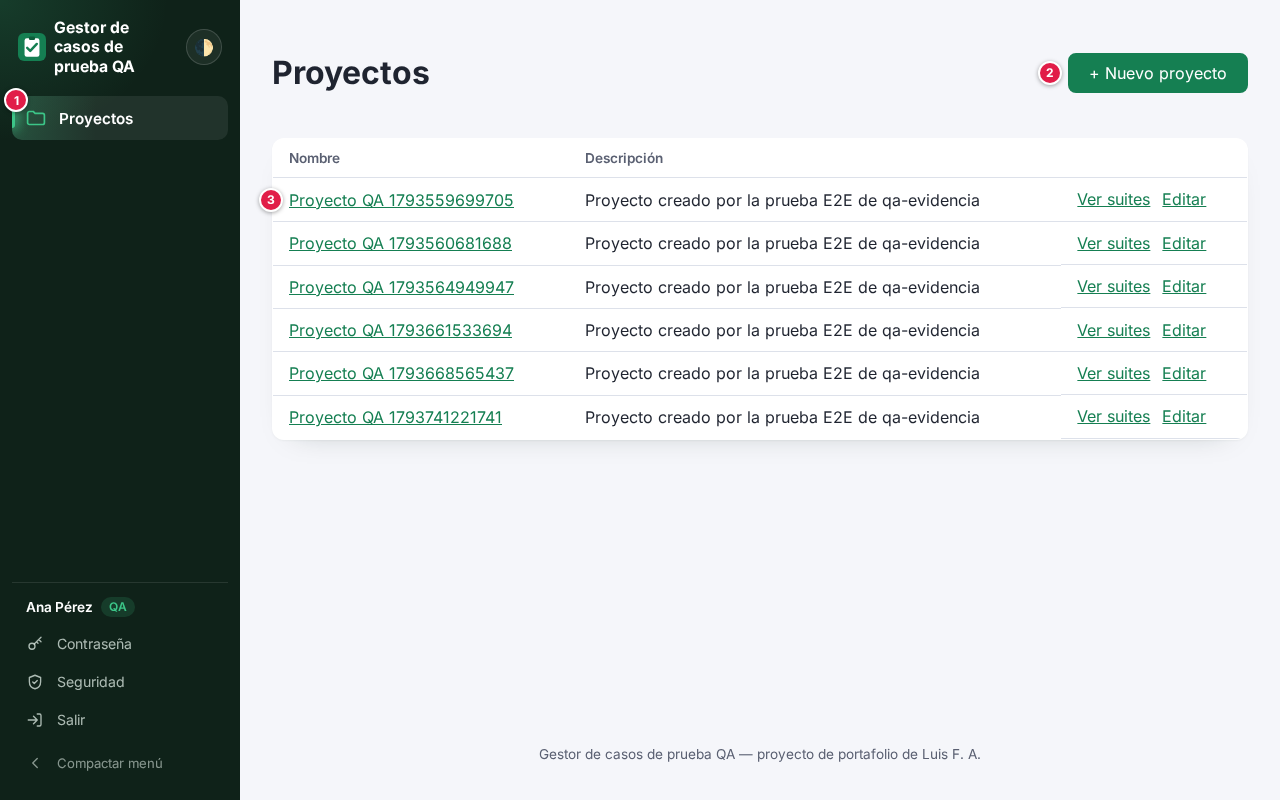 Gestor de
casos de
prueba QA
1
Proyectos
Ana Pérez QA
Contraseña
Seguridad
Salir
Compactar menú
Proyectos
2
+ Nuevo proyecto
Nombre Descripción
3 Proyecto QA 1793559699705 Proyecto creado por la prueba E2E de qa-evidencia Ver suites Editar
Proyecto QA 1793560681688 Proyecto creado por la prueba E2E de qa-evidencia Ver suites Editar
Proyecto QA 1793564949947 Proyecto creado por la prueba E2E de qa-evidencia Ver suites Editar
Proyecto QA 1793661533694 Proyecto creado por la prueba E2E de qa-evidencia Ver suites Editar
Proyecto QA 1793668565437 Proyecto creado por la prueba E2E de qa-evidencia Ver suites Editar
Proyecto QA 1793741221741 Proyecto creado por la prueba E2E de qa-evidencia Ver suites Editar
Gestor de casos de prueba QA — proyecto de portafolio de Luis F. A.